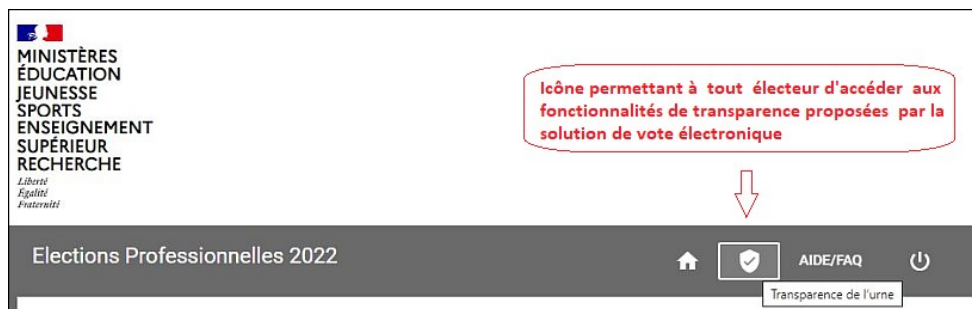 MINISTÈRES
ÉDUCATION
JEUNESSE
SPORTS
ENSEIGNEMENT
SUPÉRIEUR
RECHERCHE
Liberté
Égalité
Fraternité
Icône permettant à tout électeur d'accéder aux
fonctionnalités de transparence proposées par la
solution de vote électronique
Elections Professionnelles 2022
AIDE/FAQ
Transparence de l'urne